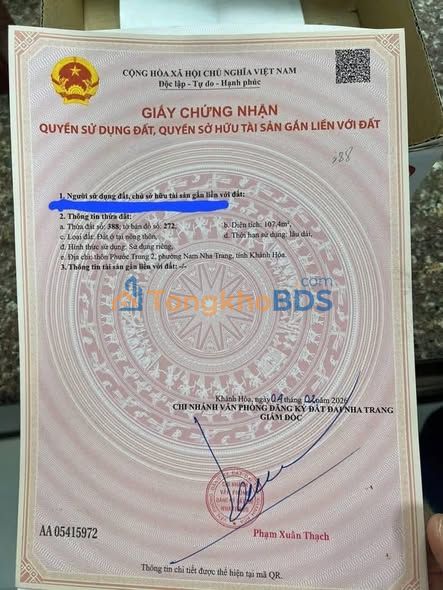 CỘNG HÒA XÃ HỘI CHỦ NGHĨA VIỆT NAM
Độc lập - Tự do - Hạnh phúc
GIẤY CHỨNG NHẬN
QUYỀN SỬ DỤNG ĐẤT, QUYỀN SỞ HỮU TÀI SẢN GẮN LIỀN VỚI ĐẤT
388
1. Người sử dụng đất, chủ sở hữu tài sản gắn liền với đất:
2. Thông tin thửa đất:
a. Thửa đất số: 388; tờ bản đồ số: 272, b. Diện tích: 107,4m²,
c. Loại đất: Đất ở tại nông thôn, d. Thời hạn sử dụng: lâu dài,
đ. Hình thức sử dụng: Sử dụng riêng,
e. Địa chỉ: thôn Phước Trung 2, phường Nam Nha Trang, tỉnh Khánh Hòa.
3. Thông tin tài sản gắn liền với đất: -/-
TongkhoBDS.com
Khánh Hòa, ngày 04 tháng 02 năm 2026
CHI NHÁNH VĂN PHÒNG ĐĂNG KÝ ĐẤT ĐAI NHA TRANG
GIÁM ĐỐC
AA 05415972
Phạm Xuân Thạch
Thông tin chi tiết được thể hiện tại mã QR.